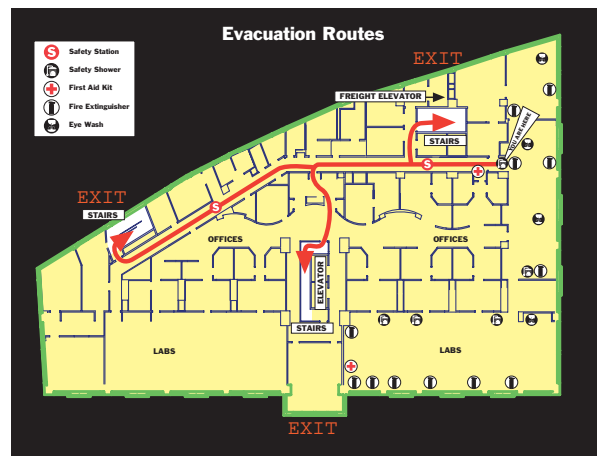 Evacuation Routes
S Safety Station
Safety Shower
First Aid Kit
Fire Extinguisher
Eye Wash
EXIT
FREIGHT ELEVATOR
YOU ARE HERE
STAIRS
S
EXIT
STAIRS
S
OFFICES
OFFICES
ELEVATOR
STAIRS
LABS
LABS
EXIT